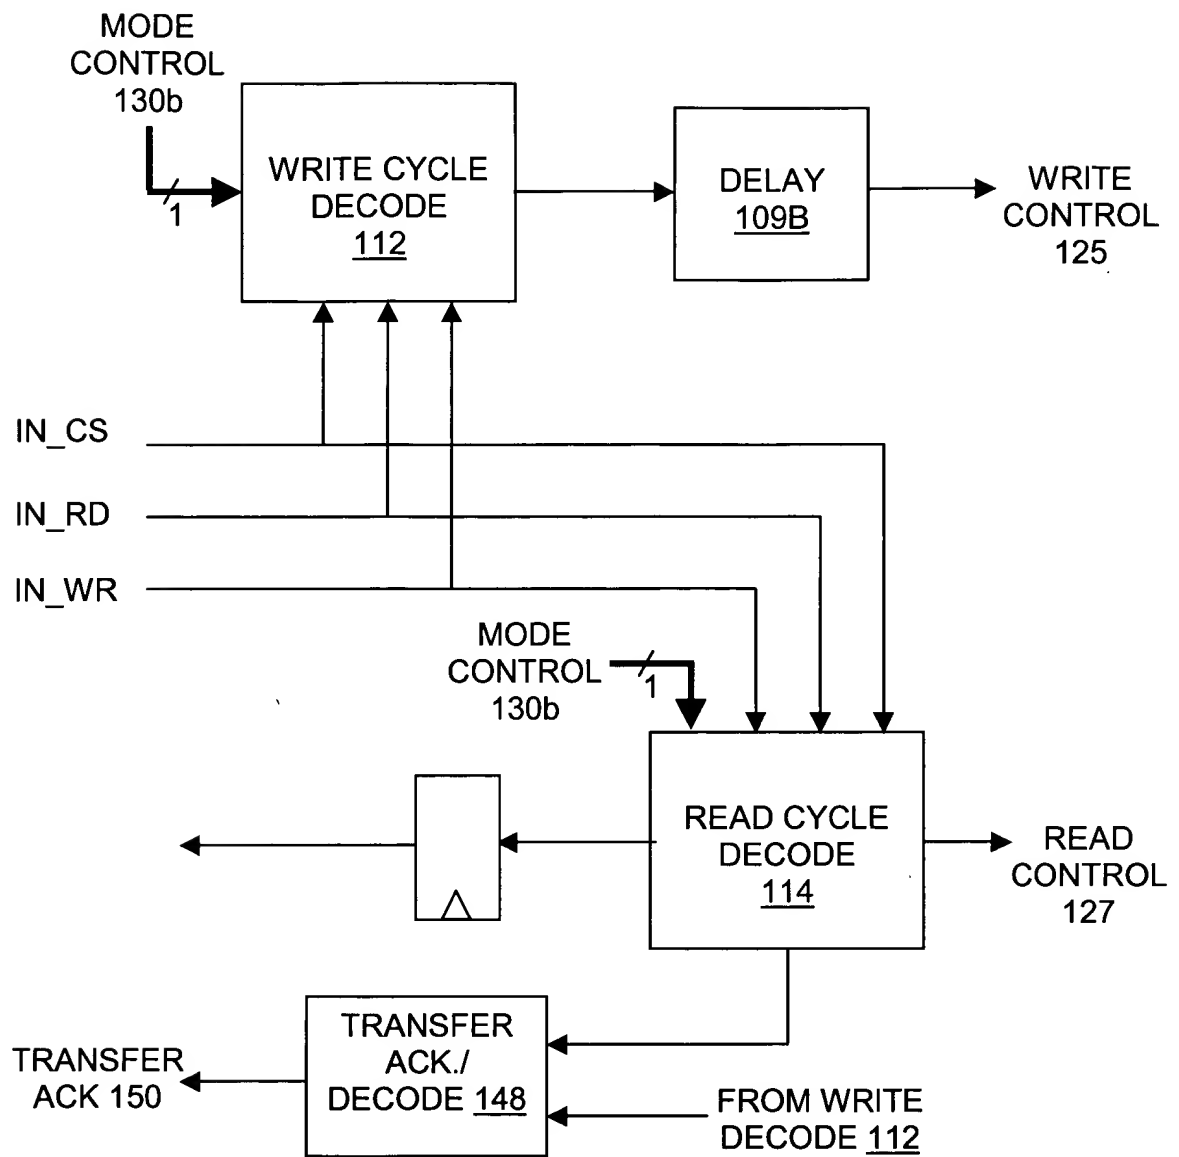 MODE
CONTROL
130b
1
WRITE CYCLE
DECODE
112
DELAY
109B
WRITE
CONTROL
125
IN_CS
IN_RD
IN_WR
MODE
CONTROL
130b
1
READ CYCLE
DECODE
114
READ
CONTROL
127
TRANSFER
ACK./
DECODE 148
TRANSFER
ACK 150
FROM WRITE
DECODE 112